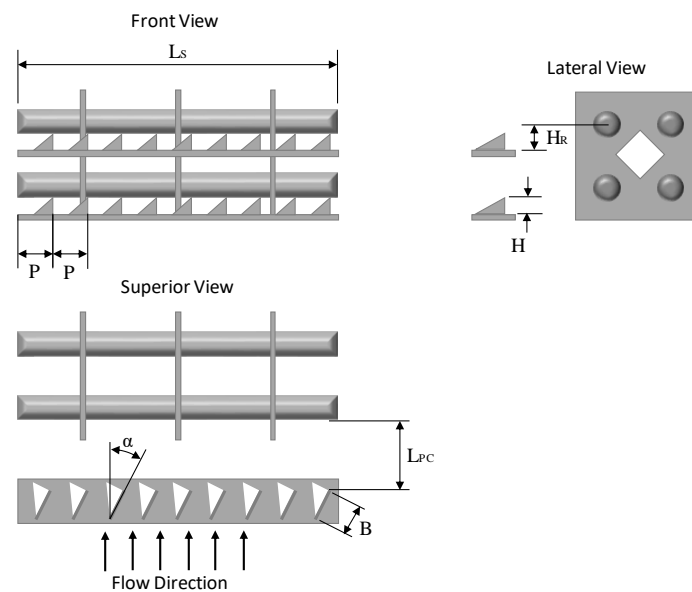 Front View
LS
Lateral View
HR
H
P P
Superior View
α
LPC
B
Flow Direction